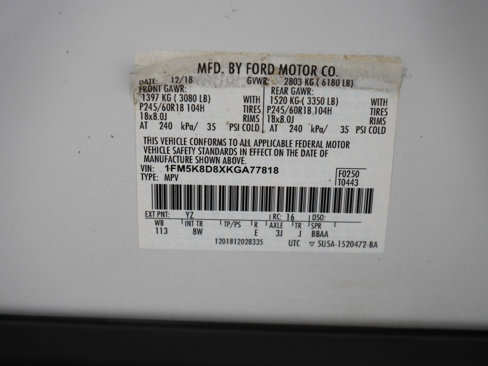 MFD. BY FORD MOTOR CO.
DATE: 12/18 GVWR: 2803 KG ( 6180 LB)
FRONT GAWR: REAR GAWR:
1397 KG ( 3080 LB) WITH 1520 KG ( 3350 LB) WITH
P245/60R18 104H TIRES P245/60R18 104H TIRES
18x8.0J RIMS 18x8.0J RIMS
AT 240 kPa/ 35 PSI COLD AT 240 kPa/ 35 PSI COLD
THIS VEHICLE CONFORMS TO ALL APPLICABLE FEDERAL MOTOR
VEHICLE SAFETY STANDARDS IN EFFECT ON THE DATE OF
MANUFACTURE SHOWN ABOVE.
VIN: 1FM5K8D8XKGA77818 F0250
TYPE: MPV T0443
EXT PNT: YZ RC: 16 DSO:
WB INT TR TP/PS R AXLE TR SPR
113 8W E 3J J BBAA
1201812028335 UTC ▽ 5U5A-1520472-BA